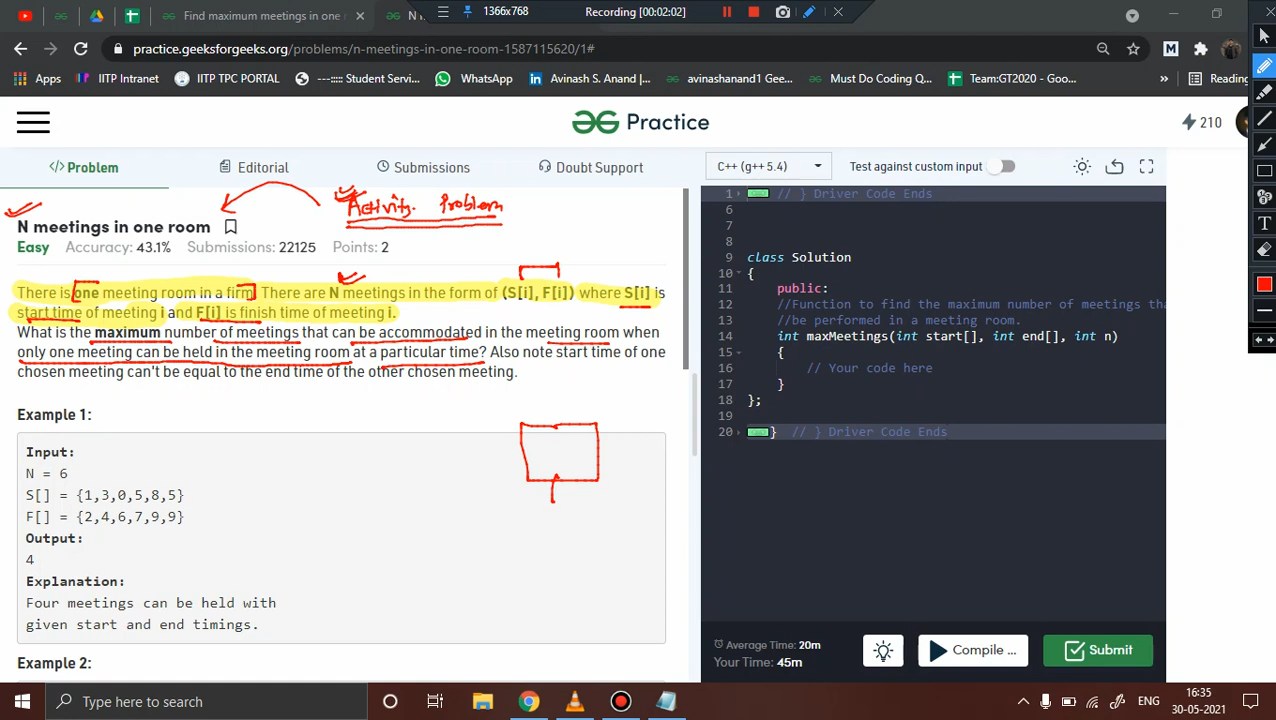 Find maximum meetings in one
N n
1366x768
Recording [00:02:02]
practice.geeksforgeeks.org/problems/n-meetings-in-one-room-1587115620/1#
Apps
IITP Intranet
IITP TPC PORTAL
---::::: Student Servi...
WhatsApp
Avinash S. Anand |...
avinashanand1 Gee...
Must Do Coding Q...
Team:GT2020 - Goo...
»
Reading
Practice
210
</> Problem
Editorial
Submissions
Doubt Support
C++ (g++ 5.4)
Test against custom input
Activity Problem
N meetings in one room
Easy Accuracy: 43.1% Submissions: 22125 Points: 2
There is one meeting room in a firm. There are N meetings in the form of (S[i], F[i]) where S[i] is
start time of meeting i and F[i] is finish time of meeting i.
What is the maximum number of meetings that can be accommodated in the meeting room when
only one meeting can be held in the meeting room at a particular time? Also note start time of one
chosen meeting can't be equal to the end time of the other chosen meeting.
Example 1:
Input:
N = 6
S[] = {1,3,0,5,8,5}
F[] = {2,4,6,7,9,9}
Output:
4
Explanation:
Four meetings can be held with
given start and end timings.
Example 2:
1 // } Driver Code Ends
6
7
8
9 class Solution
10 {
11 public:
12 //Function to find the maximum number of meetings tha
13 //be performed in a meeting room.
14 int maxMeetings(int start[], int end[], int n)
15 {
16 // Your code here
17 }
18 };
19
20 } // } Driver Code Ends
Average Time: 20m
Your Time: 45m
Compile ...
Submit
Type here to search
ENG
16:35
30-05-2021